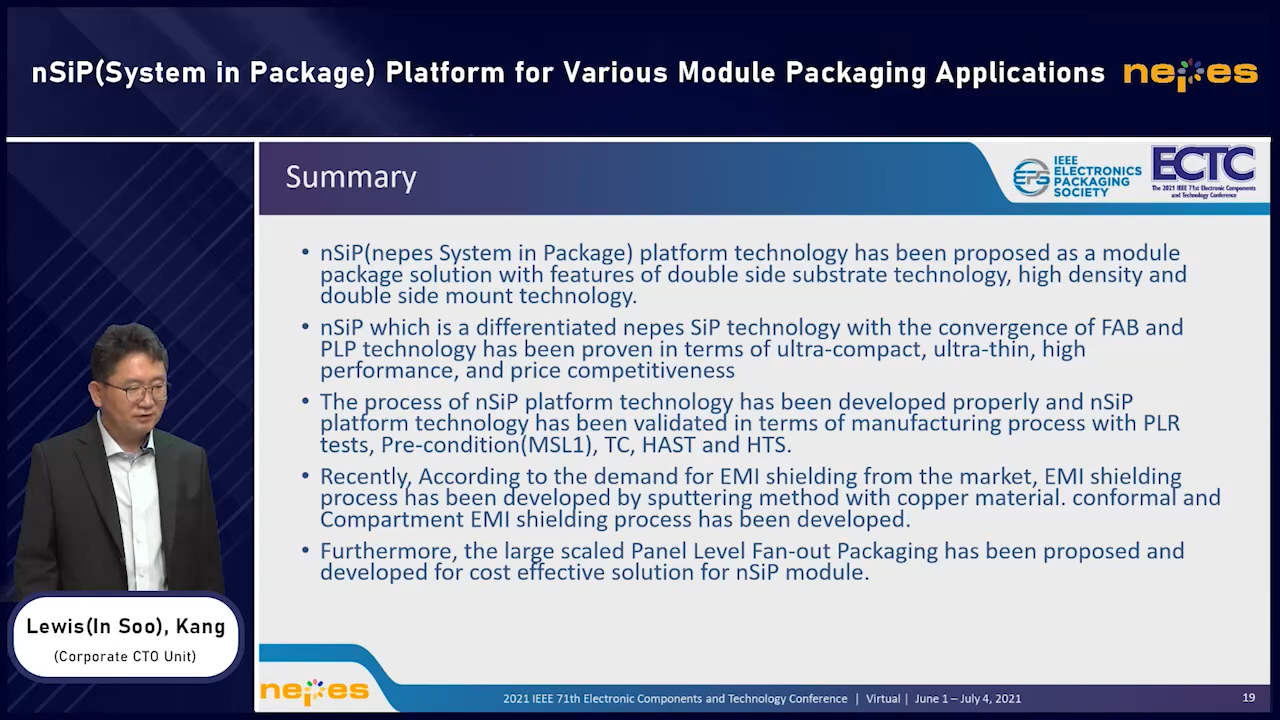 nSiP(System in Package) Platform for Various Module Packaging Applications nepes
Summary
IEEE
ELECTRONICS
PACKAGING
SOCIETY
EPS
ECTC
The 2021 IEEE 71st Electronic Components
and Technology Conference
• nSiP(nepes System in Package) platform technology has been proposed as a module
package solution with features of double side substrate technology, high density and
double side mount technology.
• nSiP which is a differentiated nepes SiP technology with the convergence of FAB and
PLP technology has been proven in terms of ultra-compact, ultra-thin, high
performance, and price competitiveness
• The process of nSiP platform technology has been developed properly and nSiP
platform technology has been validated in terms of manufacturing process with PLR
tests, Pre-condition(MSL1), TC, HAST and HTS.
• Recently, According to the demand for EMI shielding from the market, EMI shielding
process has been developed by sputtering method with copper material. conformal and
Compartment EMI shielding process has been developed.
• Furthermore, the large scaled Panel Level Fan-out Packaging has been proposed and
developed for cost effective solution for nSiP module.
Lewis(In Soo), Kang
(Corporate CTO Unit)
nepes
2021 IEEE 71st Electronic Components and Technology Conference | Virtual | June 1 – July 4, 2021
19